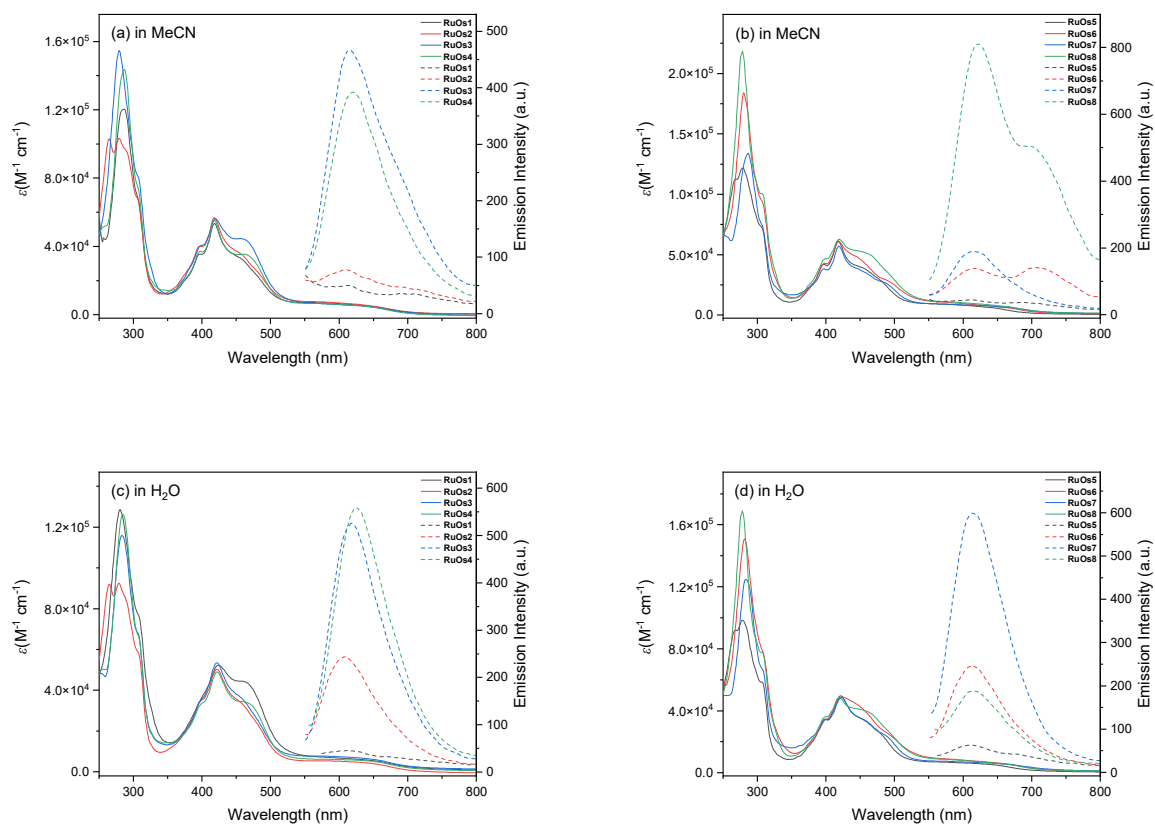 (a) in MeCN
RuOs1
RuOs2
RuOs3
RuOs4
RuOs1
RuOs2
RuOs3
RuOs4
ε(M⁻¹ cm⁻¹)
1.6×10⁵
1.2×10⁵
8.0×10⁴
4.0×10⁴
0.0
500
400
300
200
100
0
Emission Intensity (a.u.)
300 400 500 600 700 800
Wavelength (nm)
(b) in MeCN
RuOs5
RuOs6
RuOs7
RuOs8
RuOs5
RuOs6
RuOs7
RuOs8
ε(M⁻¹ cm⁻¹)
2.0×10⁵
1.5×10⁵
1.0×10⁵
5.0×10⁴
0.0
800
600
400
200
0
Emission Intensity (a.u.)
300 400 500 600 700 800
Wavelength (nm)
(c) in H₂O
RuOs1
RuOs2
RuOs3
RuOs4
RuOs1
RuOs2
RuOs3
RuOs4
ε(M⁻¹ cm⁻¹)
1.2×10⁵
8.0×10⁴
4.0×10⁴
0.0
600
500
400
300
200
100
0
Emission Intensity (a.u.)
300 400 500 600 700 800
Wavelength (nm)
(d) in H₂O
RuOs5
RuOs6
RuOs7
RuOs8
RuOs5
RuOs6
RuOs7
RuOs8
ε(M⁻¹ cm⁻¹)
1.6×10⁵
1.2×10⁵
8.0×10⁴
4.0×10⁴
0.0
600
500
400
300
200
100
0
Emission Intensity (a.u.)
300 400 500 600 700 800
Wavelength (nm)